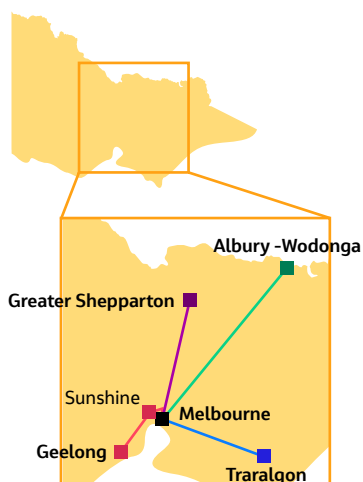 Albury -Wodonga
Greater Shepparton
Sunshine
Melbourne
Geelong
Traralgon